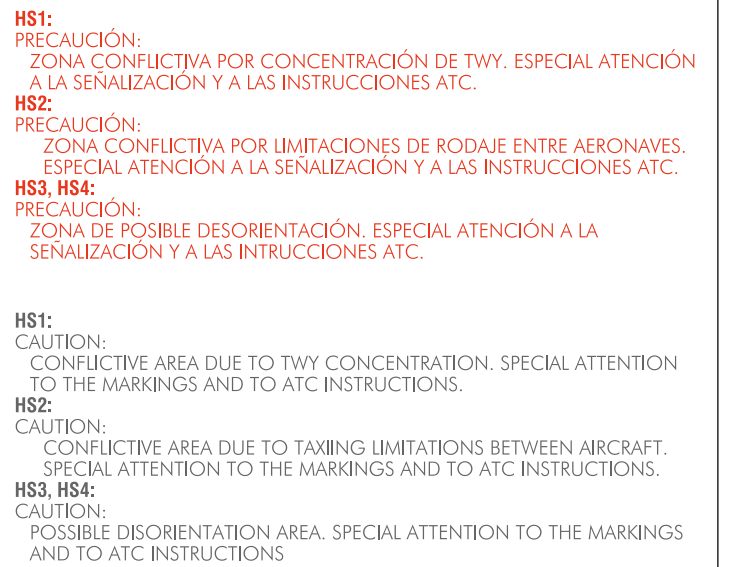 HS1:
PRECAUCIÓN:
ZONA CONFLICTIVA POR CONCENTRACIÓN DE TWY. ESPECIAL ATENCIÓN
A LA SEÑALIZACIÓN Y A LAS INSTRUCCIONES ATC.
HS2:
PRECAUCIÓN:
ZONA CONFLICTIVA POR LIMITACIONES DE RODAJE ENTRE AERONAVES.
ESPECIAL ATENCIÓN A LA SEÑALIZACIÓN Y A LAS INSTRUCCIONES ATC.
HS3, HS4:
PRECAUCIÓN:
ZONA DE POSIBLE DESORIENTACIÓN. ESPECIAL ATENCIÓN A LA
SEÑALIZACIÓN Y A LAS INTRUCCIONES ATC.
HS1:
CAUTION:
CONFLICTIVE AREA DUE TO TWY CONCENTRATION. SPECIAL ATTENTION
TO THE MARKINGS AND TO ATC INSTRUCTIONS.
HS2:
CAUTION:
CONFLICTIVE AREA DUE TO TAXIING LIMITATIONS BETWEEN AIRCRAFT.
SPECIAL ATTENTION TO THE MARKINGS AND TO ATC INSTRUCTIONS.
HS3, HS4:
CAUTION:
POSSIBLE DISORIENTATION AREA. SPECIAL ATTENTION TO THE MARKINGS
AND TO ATC INSTRUCTIONS